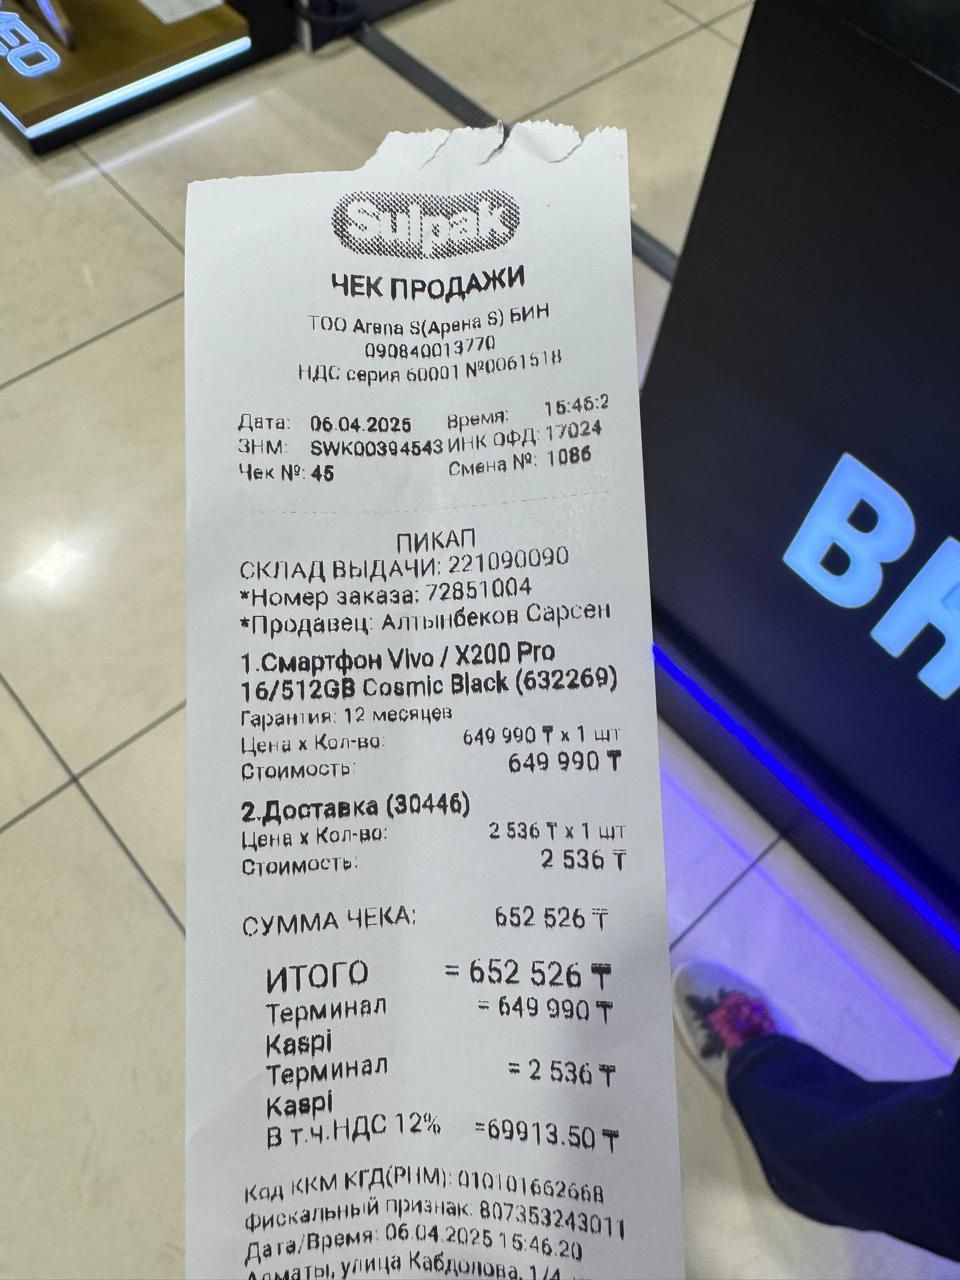 Sulpak
ЧЕК ПРОДАЖИ
ТОО Arena S(Арена S) БИН
090840013770
НДС серия 60001 №0061518
Дата: 06.04.2025 Время: 15:46:2
ЗНМ: SWK00394543 ИНК ОФД: 17024
Чек №: 45 Смена №: 1086
ПИКАП
СКЛАД ВЫДАЧИ: 221090090
*Номер заказа: 72851004
*Продавец: Алтынбеков Сарсен
1.Смартфон Vivo / X200 Pro
16/512GB Cosmic Black (632269)
Гарантия: 12 месяцев
Цена х Кол-во: 649 990 ₸ x 1 шт
Стоимость: 649 990 ₸
2.Доставка (30446)
Цена х Кол-во: 2 536 ₸ x 1 шт
Стоимость: 2 536 ₸
СУММА ЧЕКА: 652 526 ₸
ИТОГО = 652 526 ₸
Терминал = 649 990 ₸
Kaspi
Терминал = 2 536 ₸
Kaspi
В т.ч.НДС 12% =69913.50 ₸
Код ККМ КГД(РНМ): 010101662668
Фискальный признак: 807353243011
Дата/Время: 06.04.2025 15:46:20
Алматы, улица Кабдолова, 1/4